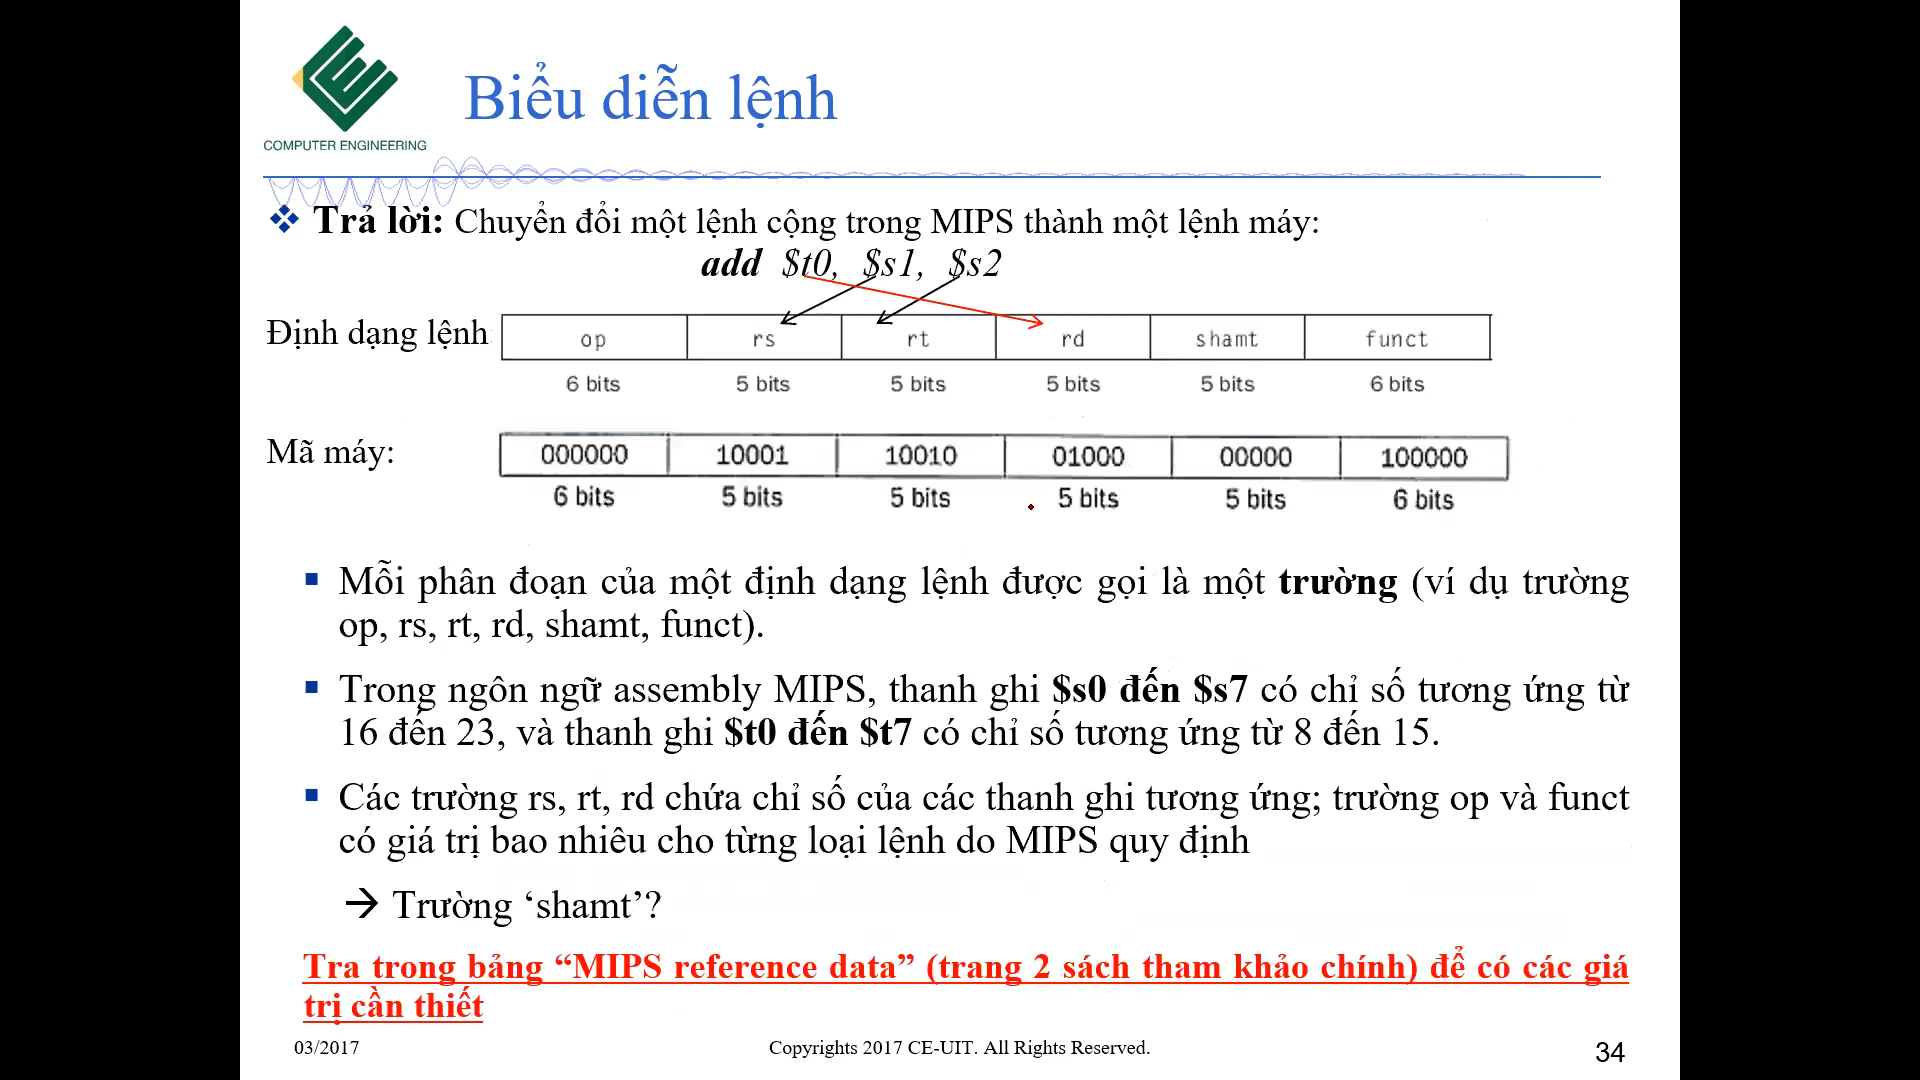 COMPUTER ENGINEERING
Biểu diễn lệnh
Trả lời: Chuyển đổi một lệnh cộng trong MIPS thành một lệnh máy:
add $t0, $s1, $s2
Định dạng lệnh:
op rs rt rd shamt funct
6 bits 5 bits 5 bits 5 bits 5 bits 6 bits
Mã máy:
000000 10001 10010 01000 00000 100000
6 bits 5 bits 5 bits 5 bits 5 bits 6 bits
▪ Mỗi phân đoạn của một định dạng lệnh được gọi là một trường (ví dụ trường
op, rs, rt, rd, shamt, funct).
▪ Trong ngôn ngữ assembly MIPS, thanh ghi $s0 đến $s7 có chỉ số tương ứng từ
16 đến 23, và thanh ghi $t0 đến $t7 có chỉ số tương ứng từ 8 đến 15.
▪ Các trường rs, rt, rd chứa chỉ số của các thanh ghi tương ứng; trường op và funct
có giá trị bao nhiêu cho từng loại lệnh do MIPS quy định
→ Trường ‘shamt’?
Tra trong bảng “MIPS reference data” (trang 2 sách tham khảo chính) để có các giá
trị cần thiết
03/2017
Copyrights 2017 CE-UIT. All Rights Reserved.
34